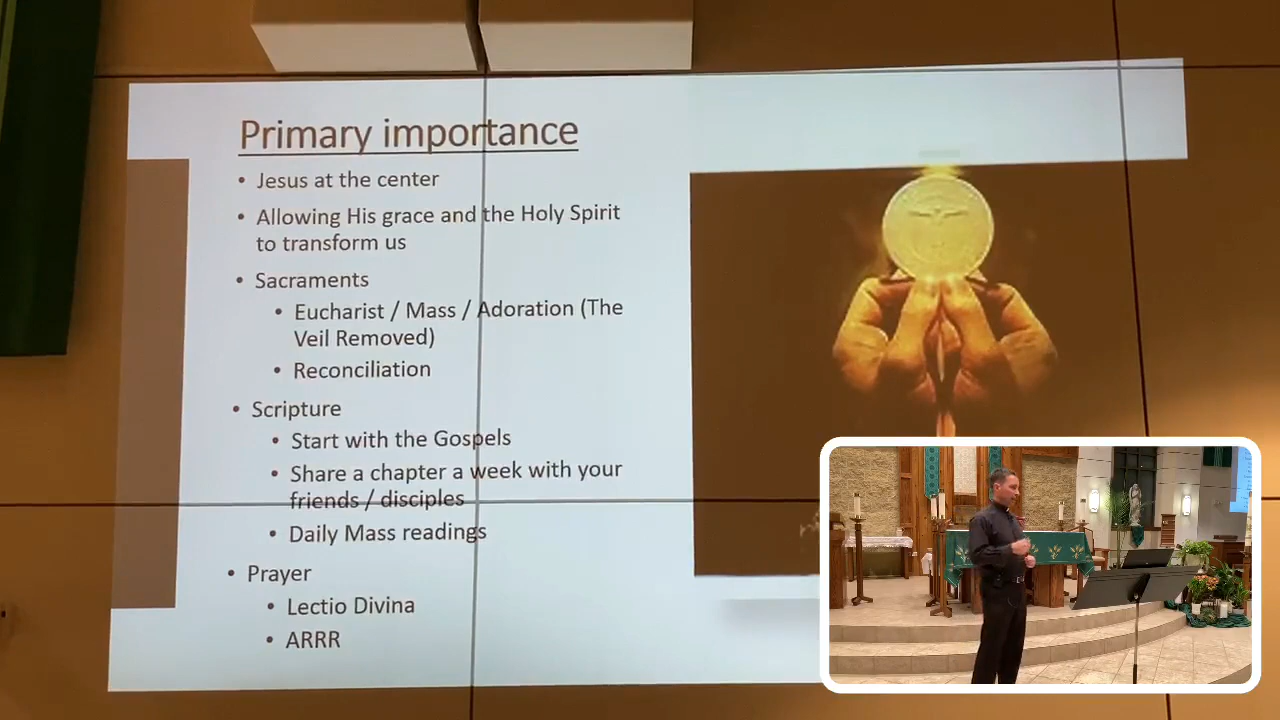 Primary importance
• Jesus at the center
• Allowing His grace and the Holy Spirit
to transform us
• Sacraments
• Eucharist / Mass / Adoration (The
Veil Removed)
• Reconciliation
• Scripture
• Start with the Gospels
• Share a chapter a week with your
friends / disciples
• Daily Mass readings
• Prayer
• Lectio Divina
• ARRR